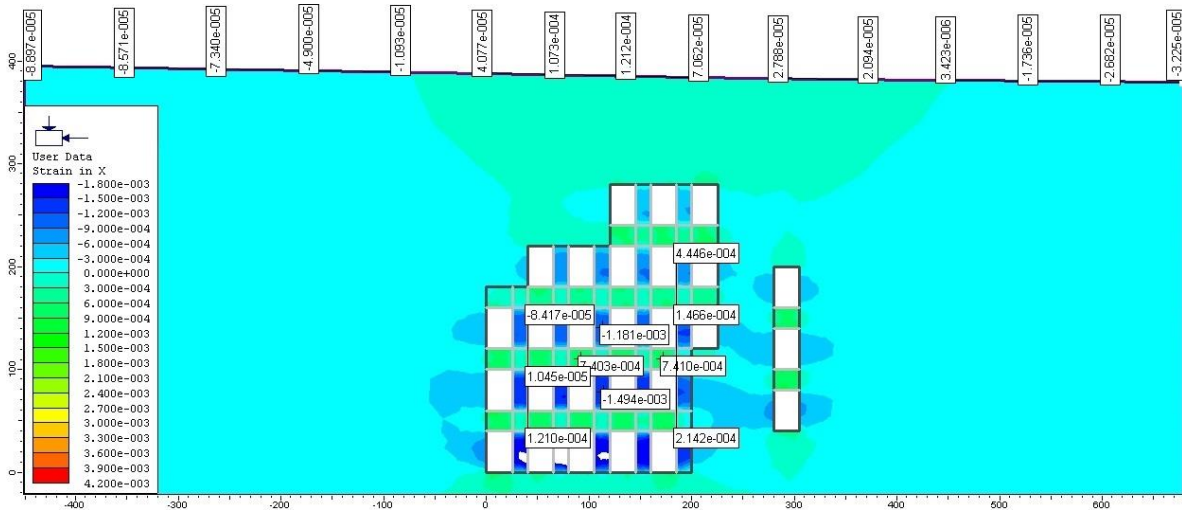 -8.897e-005
-8.571e-005
-7.340e-005
-4.900e-005
-1.093e-005
4.077e-005
1.073e-004
1.212e-004
7.062e-005
2.788e-005
2.094e-005
3.423e-006
-1.736e-005
-2.682e-005
-3.225e-005
400
300
200
100
0
User Data
Strain in X
-1.800e-003
-1.500e-003
-1.200e-003
-9.000e-004
-6.000e-004
-3.000e-004
0.000e+000
3.000e-004
6.000e-004
9.000e-004
1.200e-003
1.500e-003
1.800e-003
2.100e-003
2.400e-003
2.700e-003
3.000e-003
3.300e-003
3.600e-003
3.900e-003
4.200e-003
4.446e-004
-8.417e-005
1.466e-004
-1.181e-003
7.403e-004
7.410e-004
1.045e-005
-1.494e-003
1.210e-004
2.142e-004
-400
-300
-200
-100
0
100
200
300
400
500
600